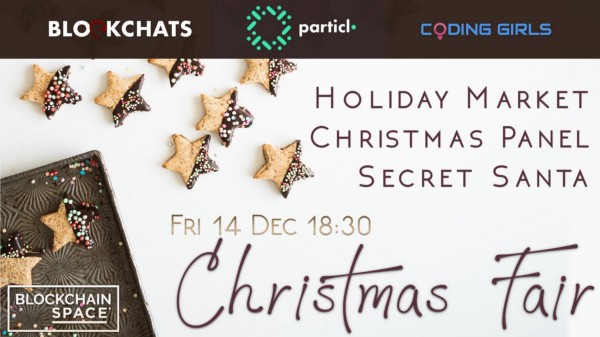 BLOCKCHATS
particl.
CODING GIRLS
HOLIDAY MARKET
CHRISTMAS PANEL
SECRET SANTA
FRI 14 DEC 18:30
Christmas Fair
BLOCKCHAIN
SPACE